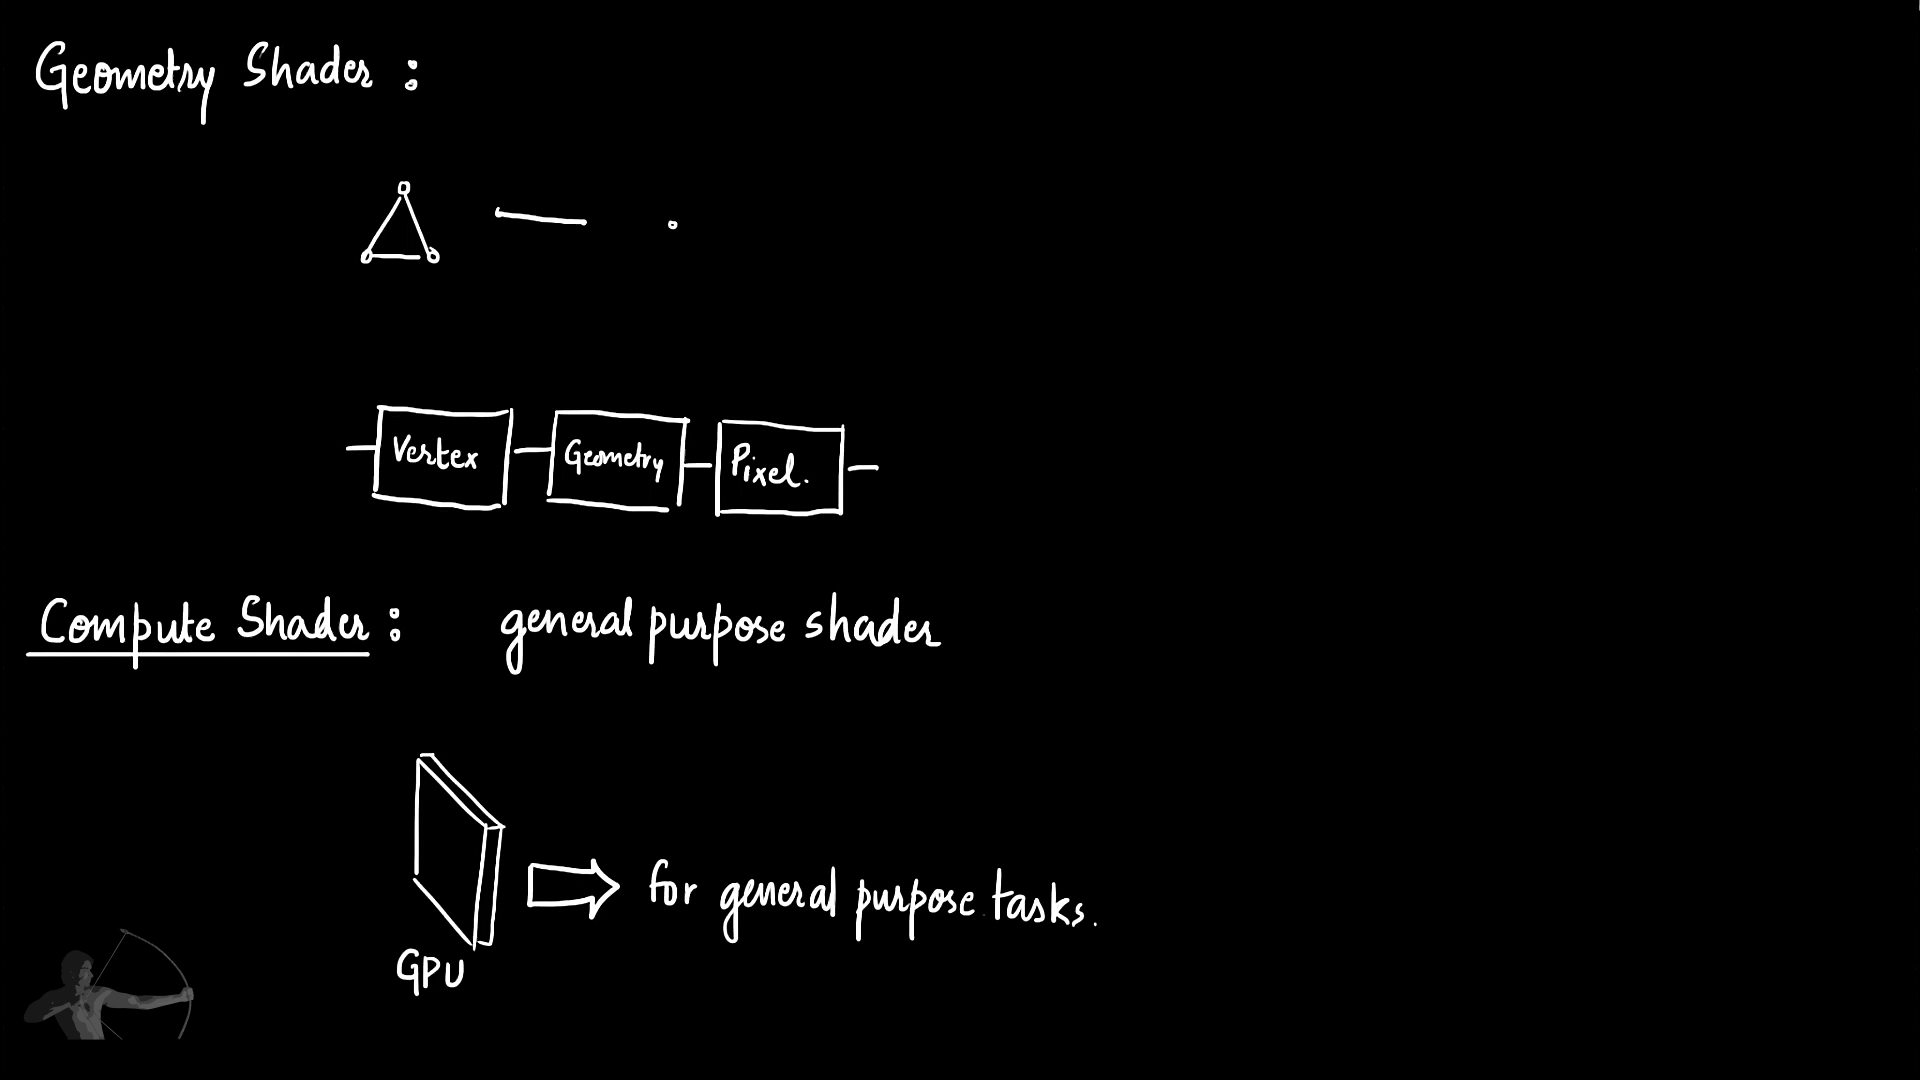 Geometry Shader :
Vertex Geometry Pixel.
Compute Shader : general purpose shader
for general purpose tasks.
GPU